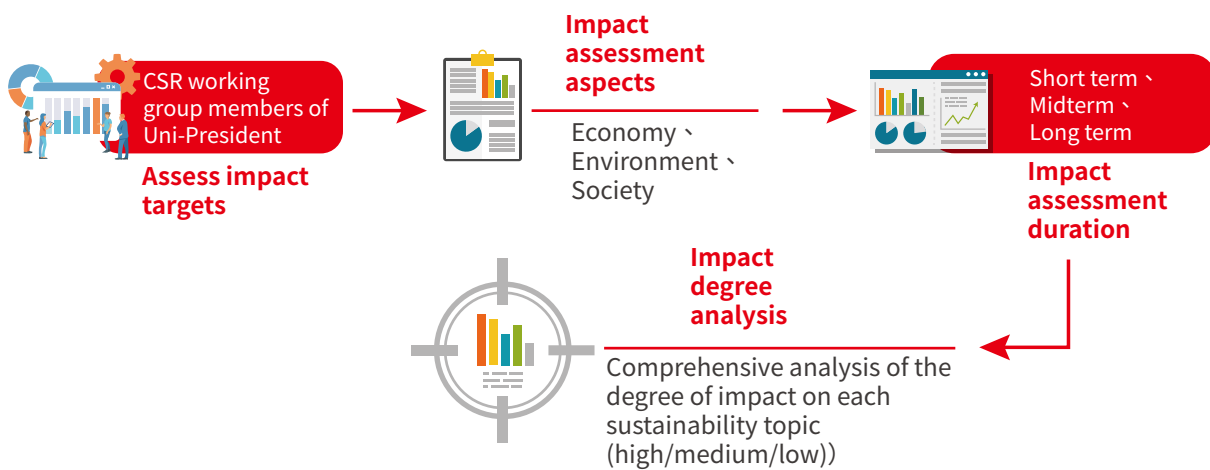 CSR working
group members of
Uni-President
Assess impact
targets
Impact
assessment
aspects
Economy、
Environment、
Society
Short term、
Midterm、
Long term
Impact
assessment
duration
Impact
degree
analysis
Comprehensive analysis of the
degree of impact on each
sustainability topic
(high/medium/low)）